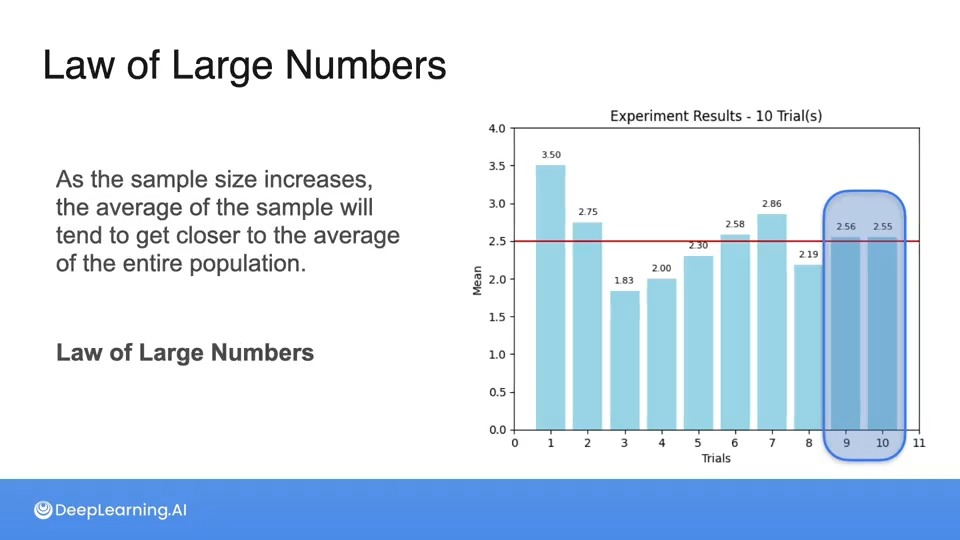 Law of Large Numbers
As the sample size increases,
the average of the sample will
tend to get closer to the average
of the entire population.
Law of Large Numbers
Experiment Results - 10 Trial(s)
Mean
4.0
3.5
3.0
2.5
2.0
1.5
1.0
0.5
0.0
3.50
2.75
1.83
2.00
2.30
2.58
2.86
2.19
2.56
2.55
0 1 2 3 4 5 6 7 8 9 10 11
Trials
DeepLearning.AI